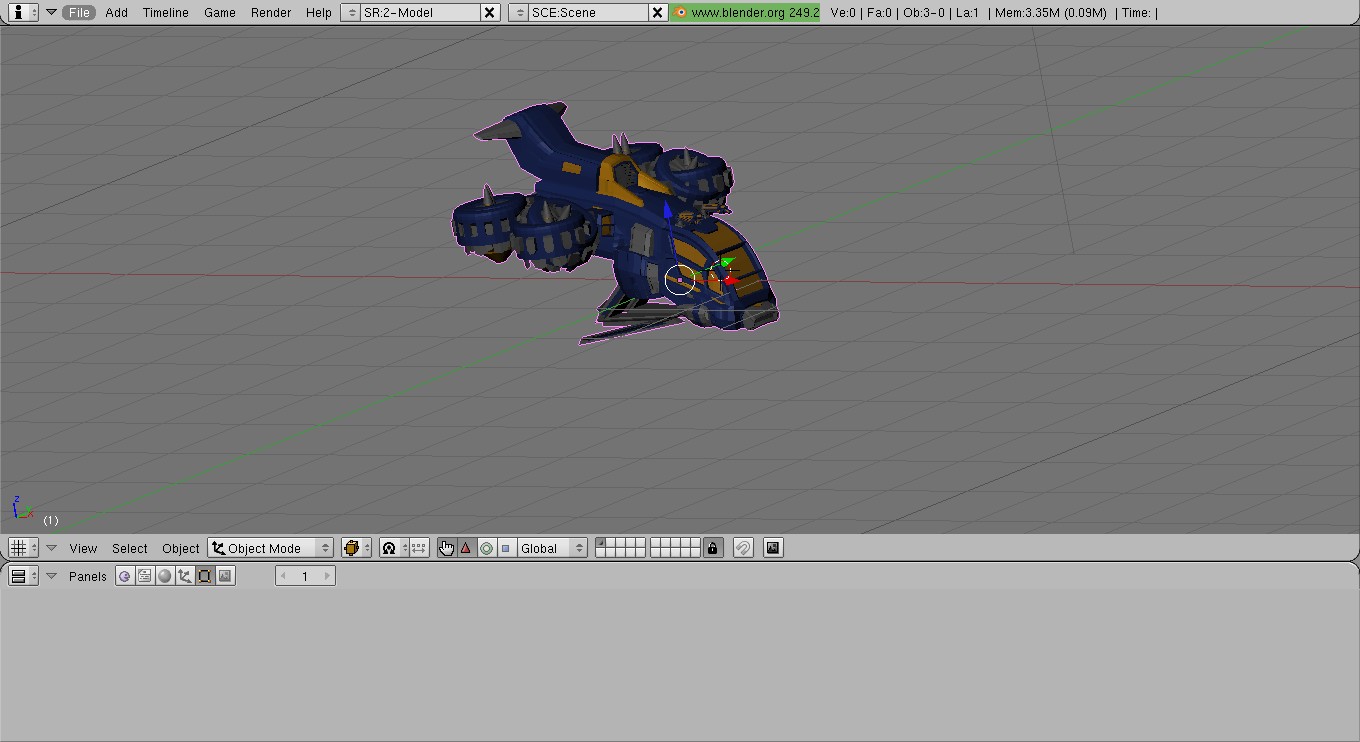 File Add Timeline Game Render Help SR:2-Model SCE:Scene www.blender.org 249.2 Ve:0 | Fa:0 | Ob:3-0 | La:1 | Mem:3.35M (0.09M) | Time: |
z
x
(1)
View Select Object Object Mode Global
Panels 1